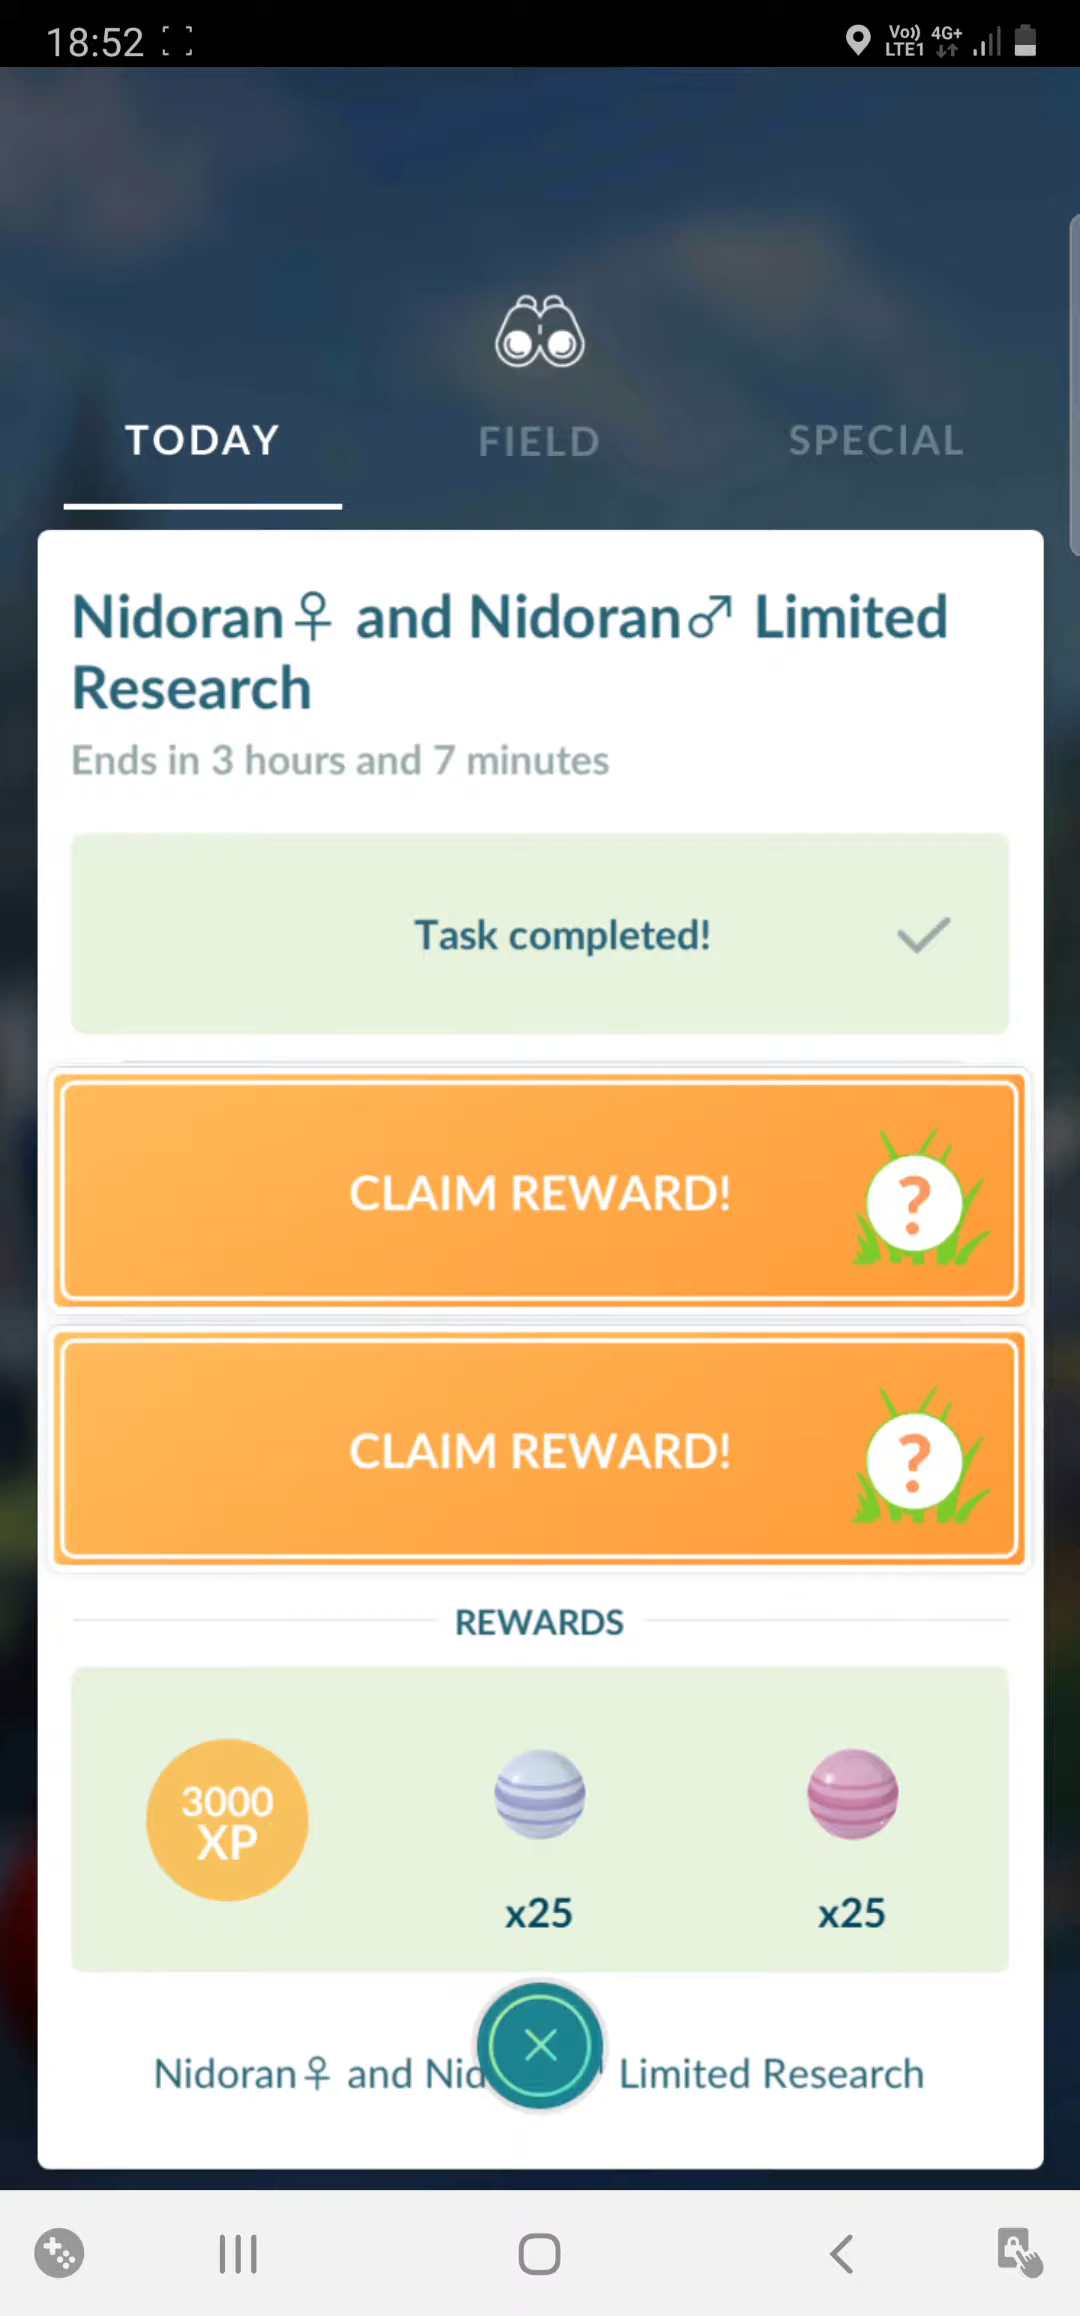 18:52
Vo)) 4G+
LTE1
TODAY
FIELD
SPECIAL
Nidoran♀ and Nidoran♂ Limited
Research
Ends in 3 hours and 7 minutes
Task completed!
CLAIM REWARD!
?
CLAIM REWARD!
?
REWARDS
3000
XP
x25
x25
Nidoran♀ and Nid Limited Research